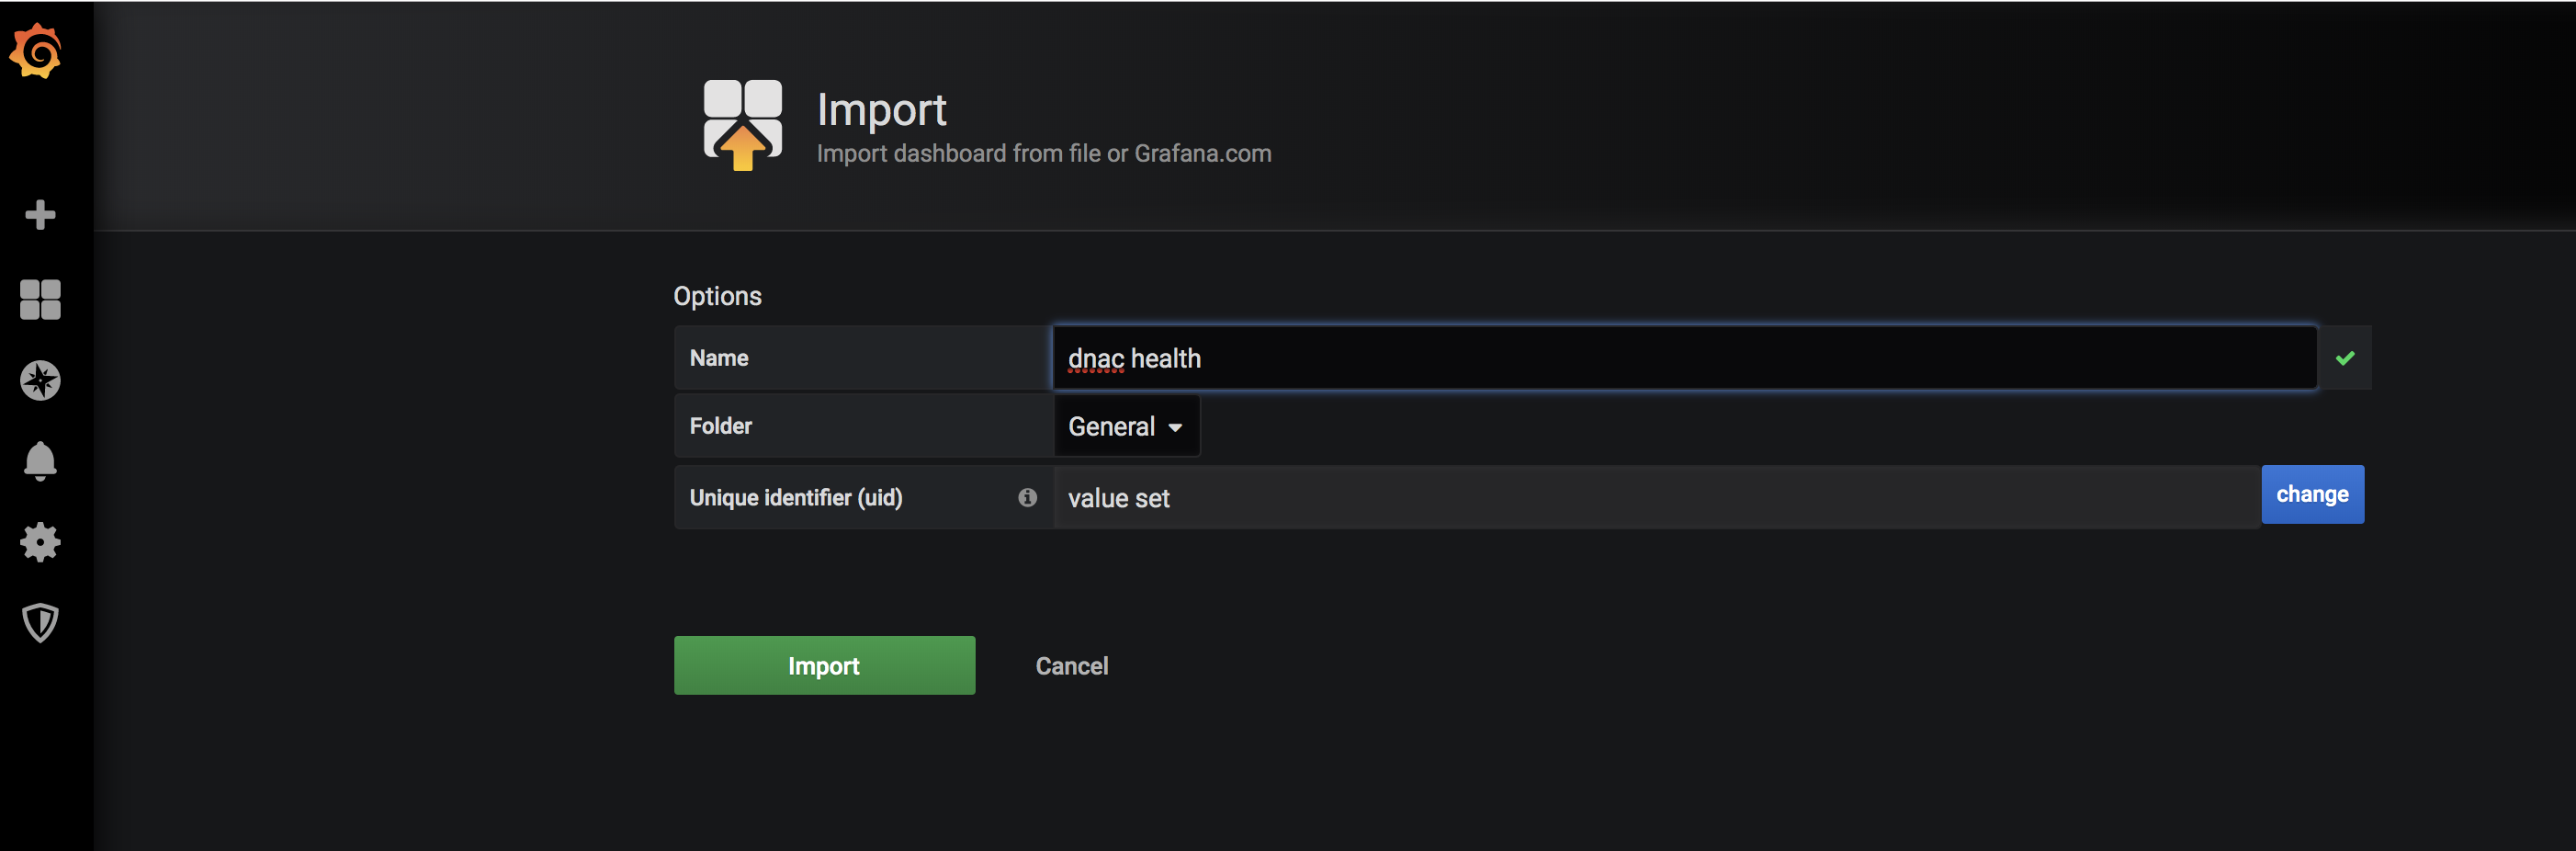 Import
Import dashboard from file or Grafana.com
Options
Name
dnac health
Folder
General
Unique identifier (uid)
value set
change
Import
Cancel